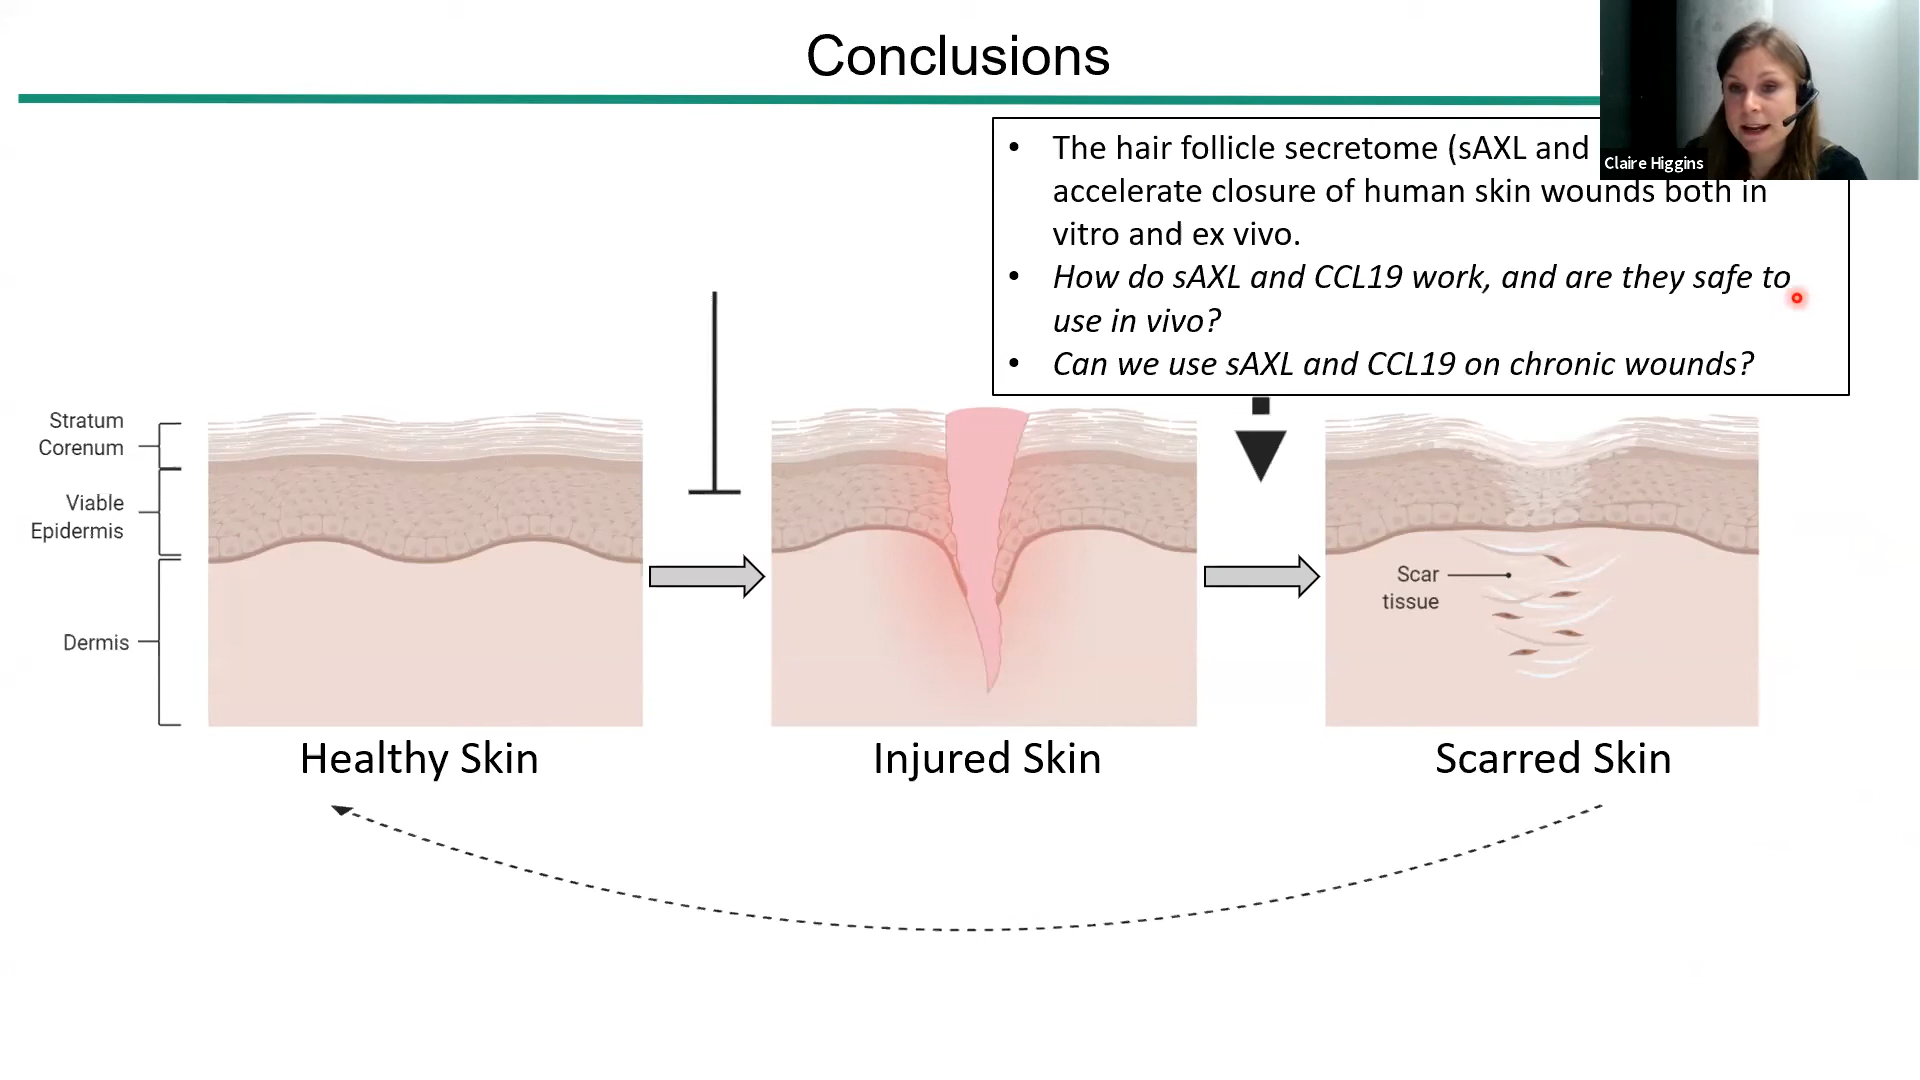 Conclusions
• The hair follicle secretome (sAXL and
accelerate closure of human skin wounds both in
vitro and ex vivo.
• How do sAXL and CCL19 work, and are they safe to
use in vivo?
• Can we use sAXL and CCL19 on chronic wounds?
Claire Higgins
Stratum
Corenum
Viable
Epidermis
Dermis
Scar
tissue
Healthy Skin
Injured Skin
Scarred Skin